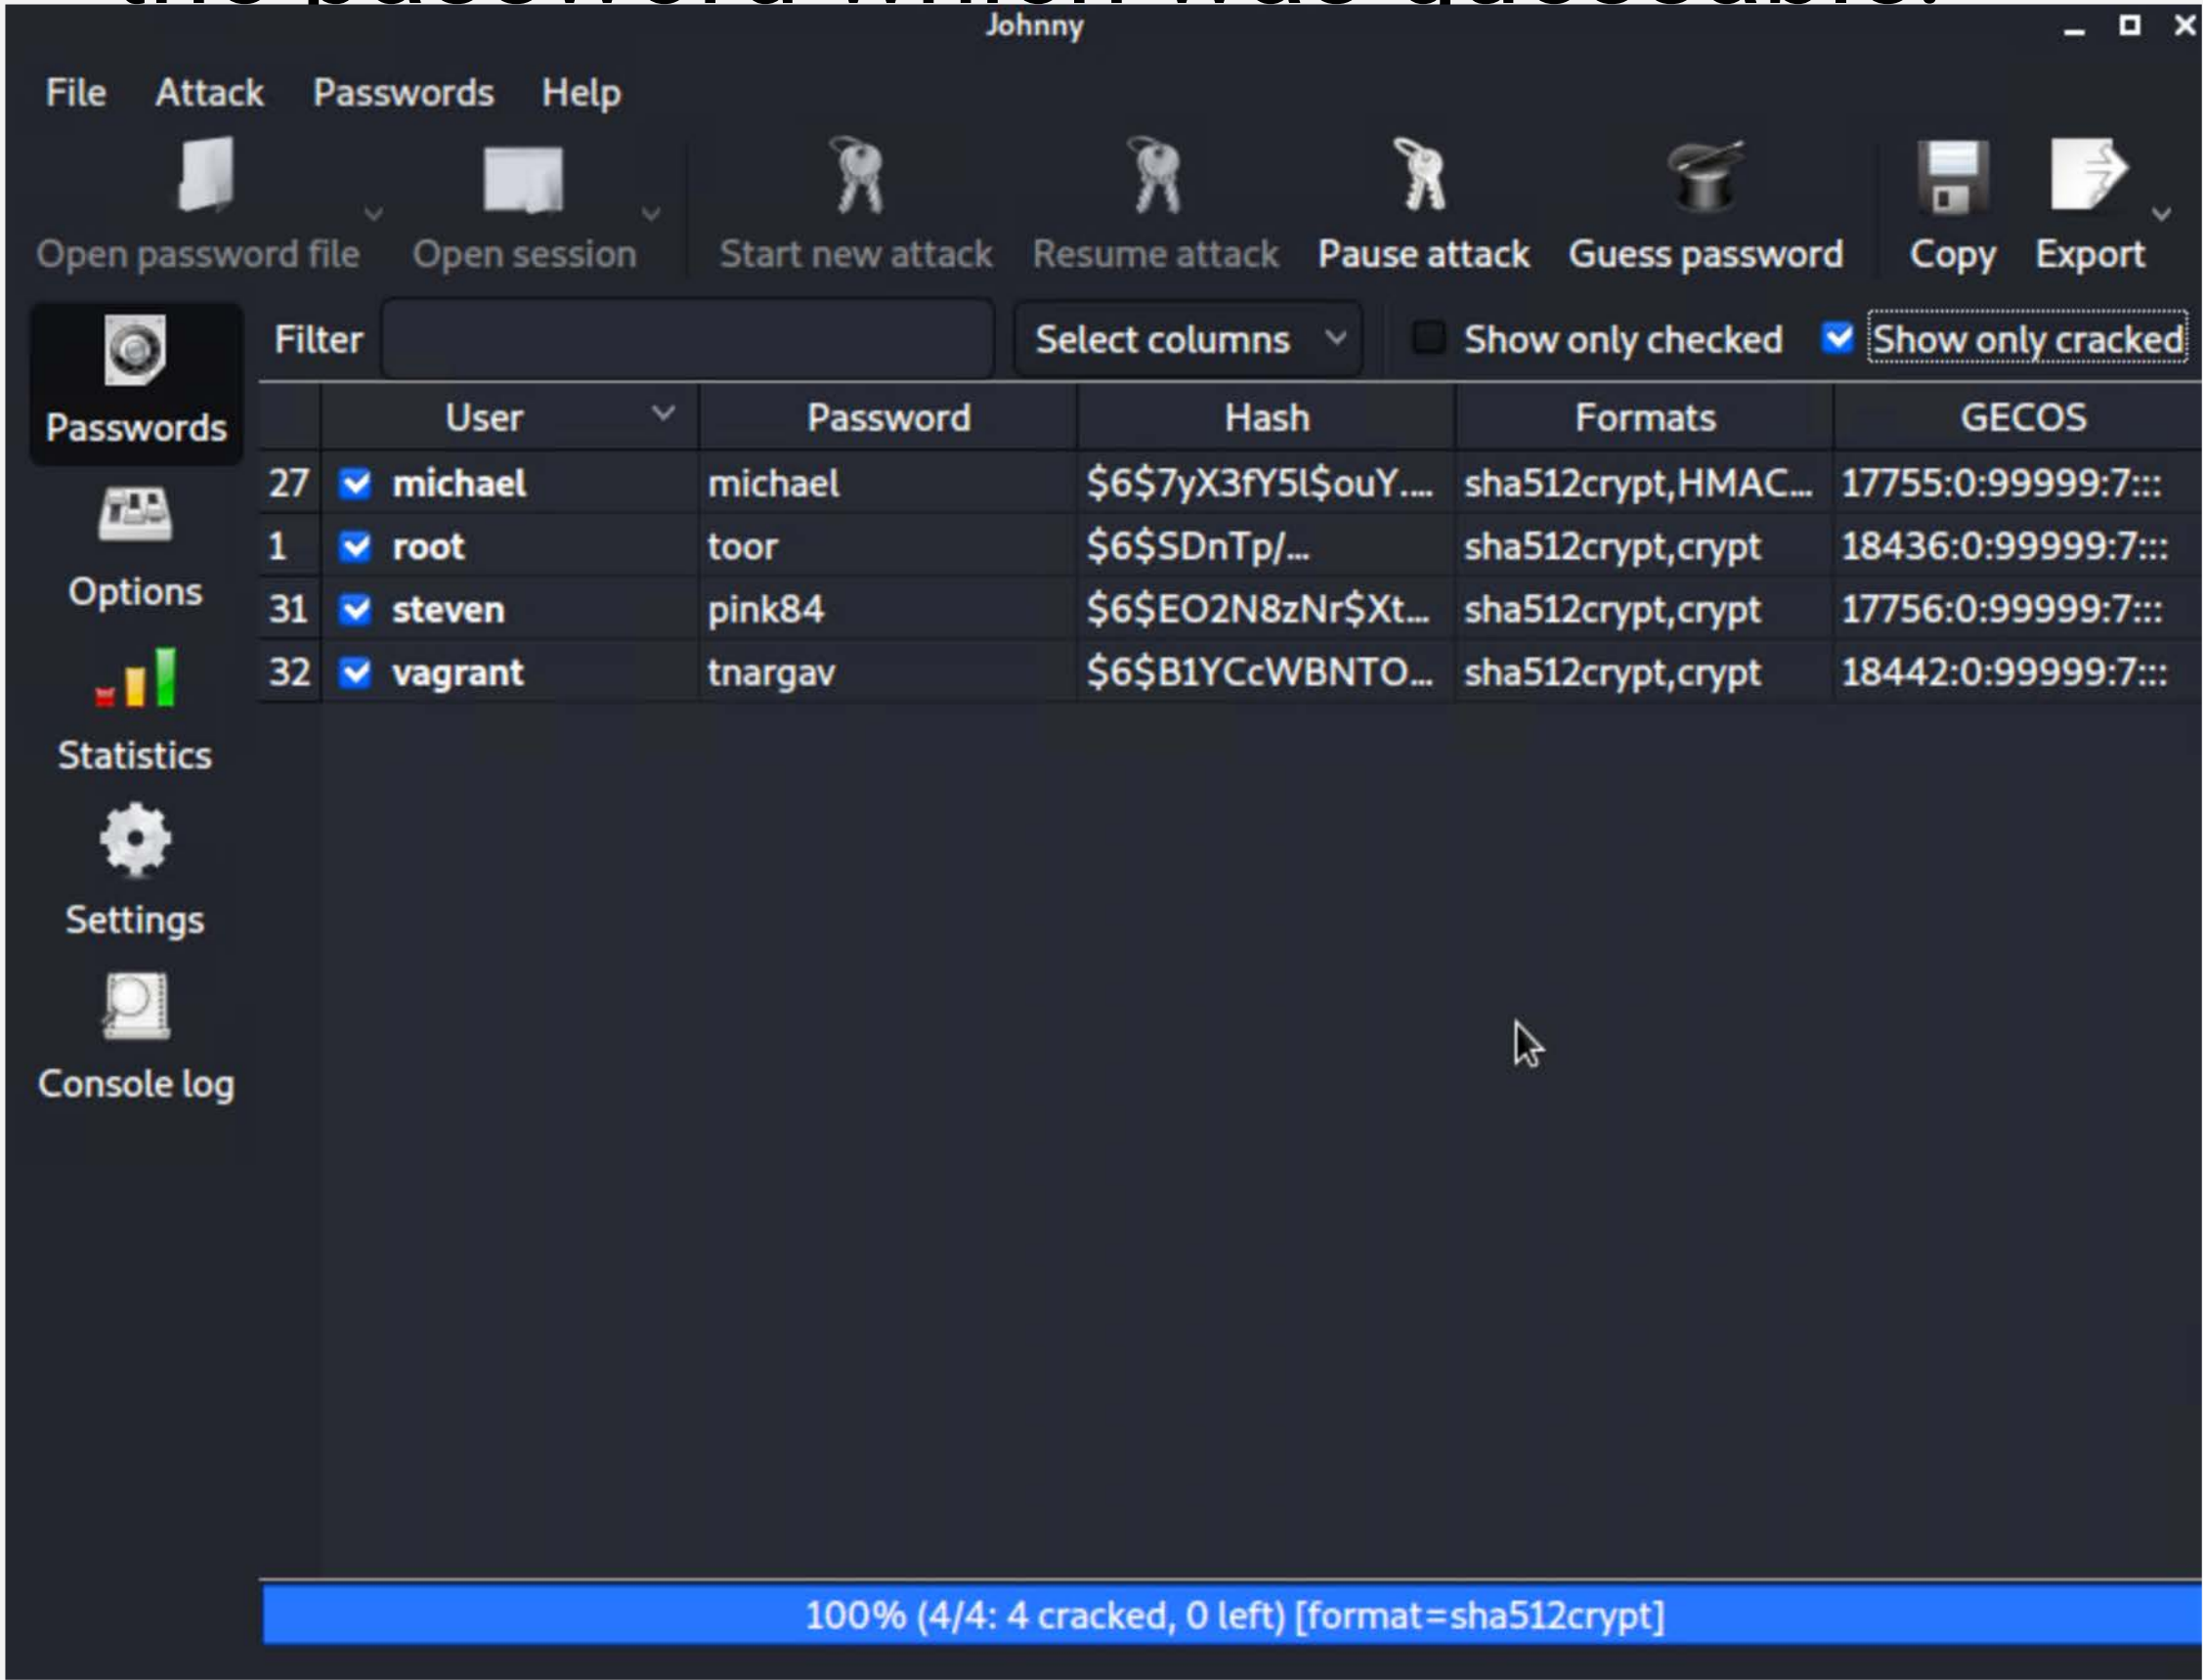 the password which was guessable.
Johnny
File Attack Passwords Help
Open password file Open session Start new attack Resume attack Pause attack Guess password Copy Export
Passwords
Options
Statistics
Settings
Console log
Filter Select columns Show only checked Show only cracked
User Password Hash Formats GECOS
27 michael michael $6$7yX3fY5l$ouY.... sha512crypt,HMAC... 17755:0:99999:7:::
1 root toor $6$SDnTp/... sha512crypt,crypt 18436:0:99999:7:::
31 steven pink84 $6$EO2N8zNr$Xt... sha512crypt,crypt 17756:0:99999:7:::
32 vagrant tnargav $6$B1YCcWBNTO... sha512crypt,crypt 18442:0:99999:7:::
100% (4/4: 4 cracked, 0 left) [format=sha512crypt]